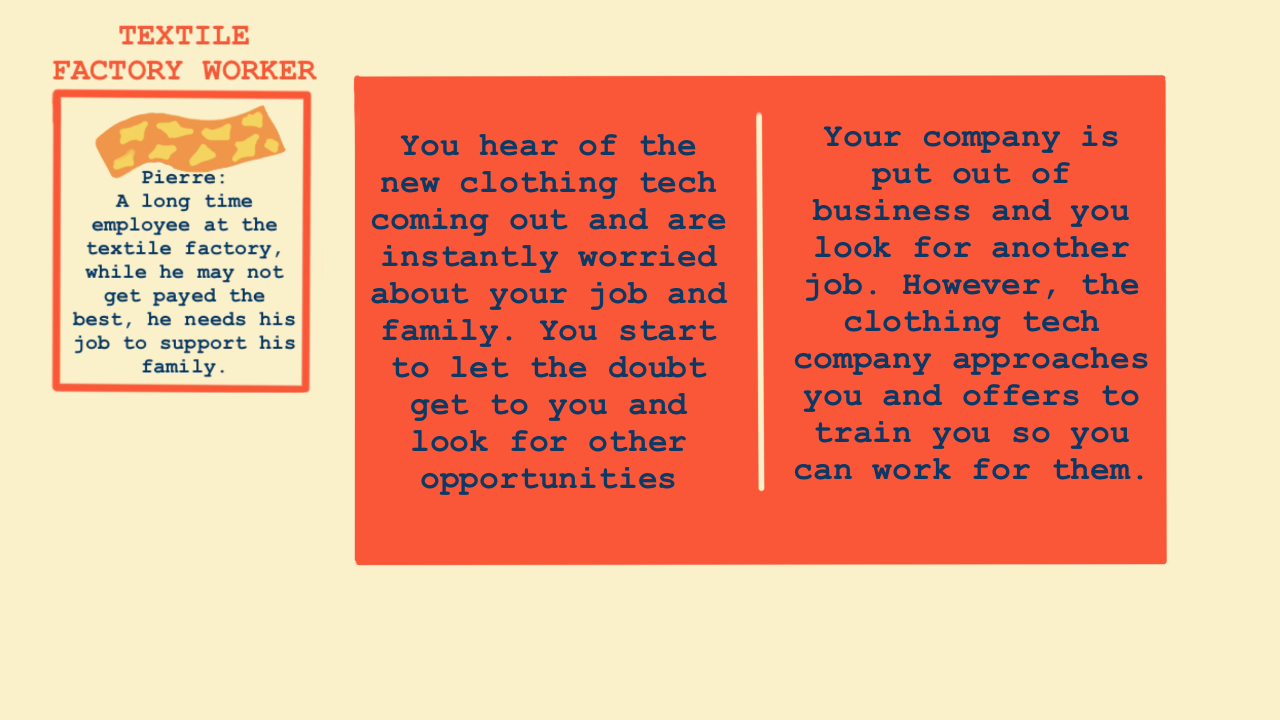 TEXTILE
FACTORY WORKER
Pierre:
A long time
employee at the
textile factory,
while he may not
get payed the
best, he needs his
job to support his
family.
You hear of the
new clothing tech
coming out and are
instantly worried
about your job and
family. You start
to let the doubt
get to you and
look for other
opportunities
Your company is
put out of
business and you
look for another
job. However, the
clothing tech
company approaches
you and offers to
train you so you
can work for them.